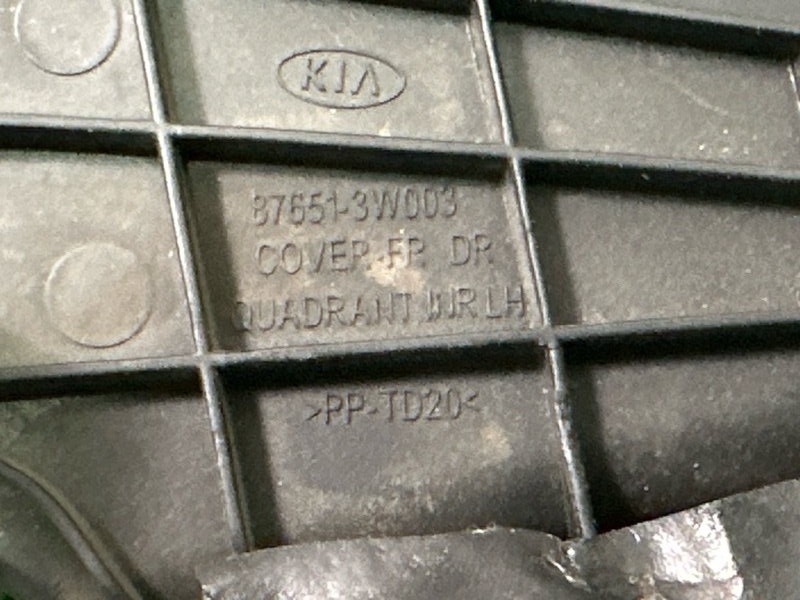 KIA
87651-3W003
COVER-FR DR
QUADRANT INR LH
>PP-TD20<